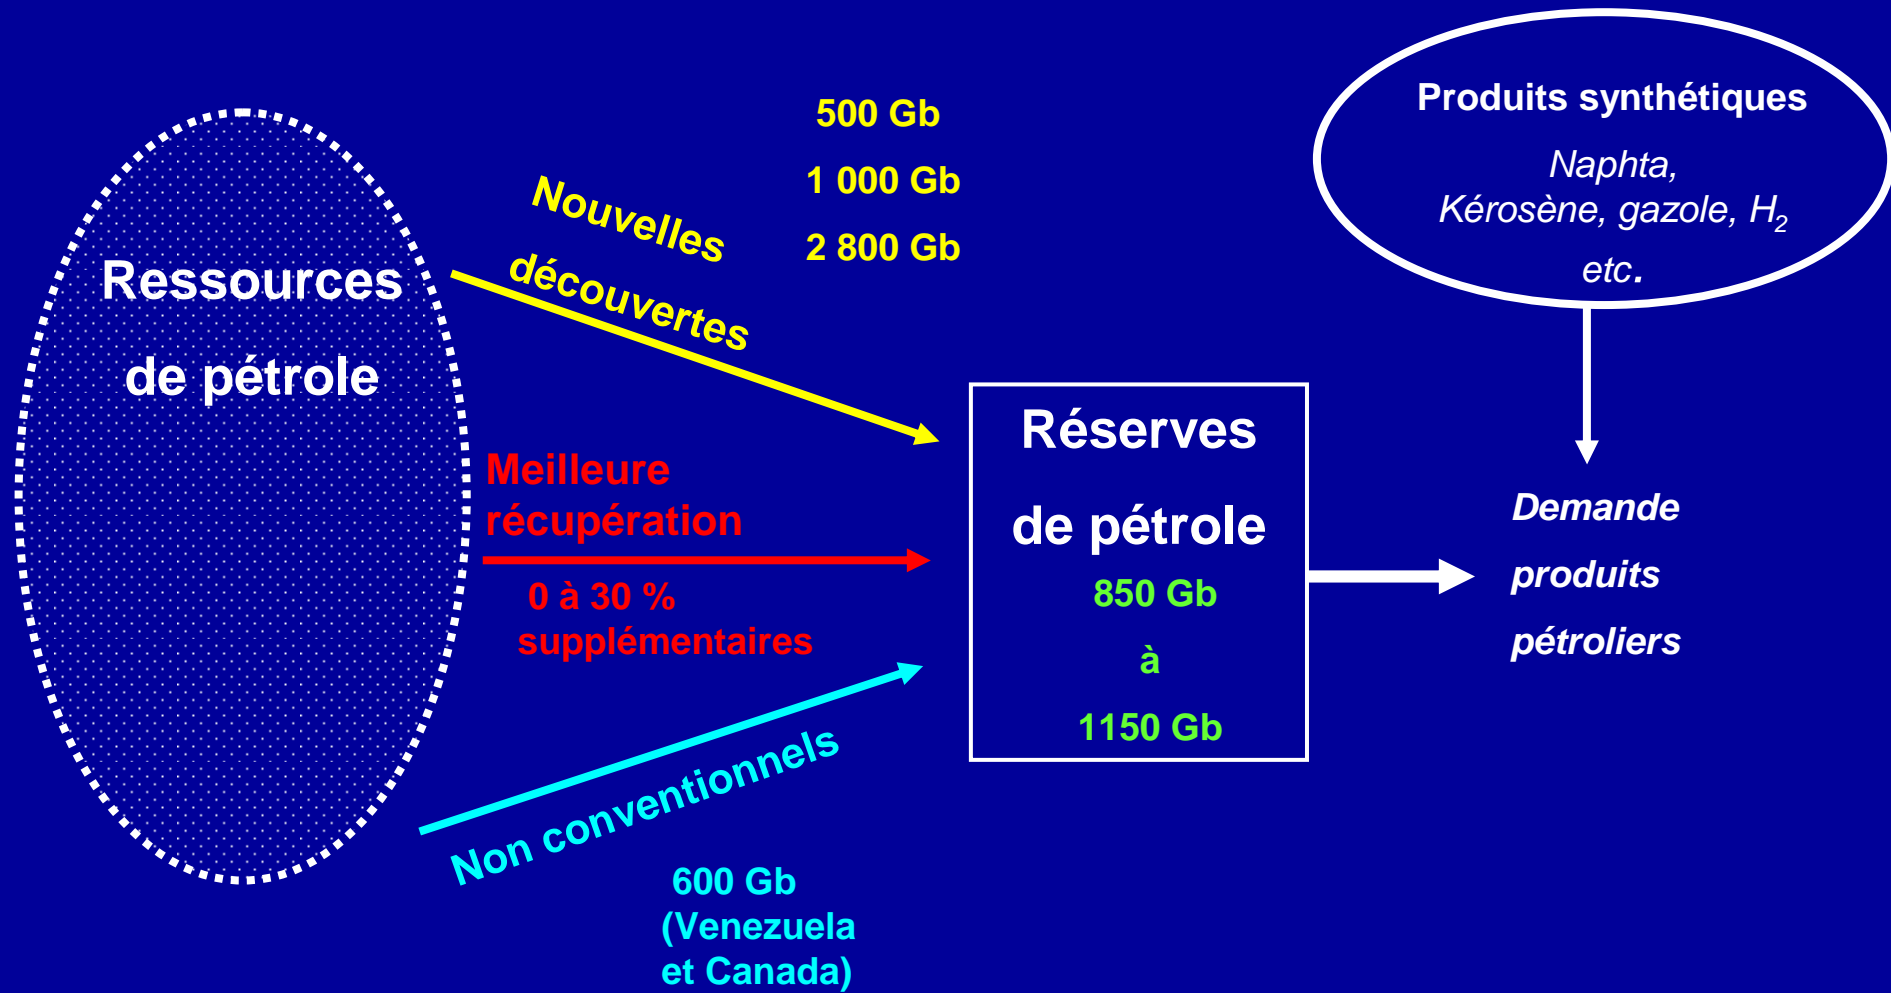 Ressources
de pétrole
Nouvelles
découvertes
500 Gb
1 000 Gb
2 800 Gb
Meilleure
récupération
0 à 30 %
supplémentaires
Non conventionnels
600 Gb
(Venezuela
et Canada)
Réserves
de pétrole
850 Gb
à
1150 Gb
Produits synthétiques
Naphta,
Kérosène, gazole, H₂
etc.
Demande
produits
pétroliers